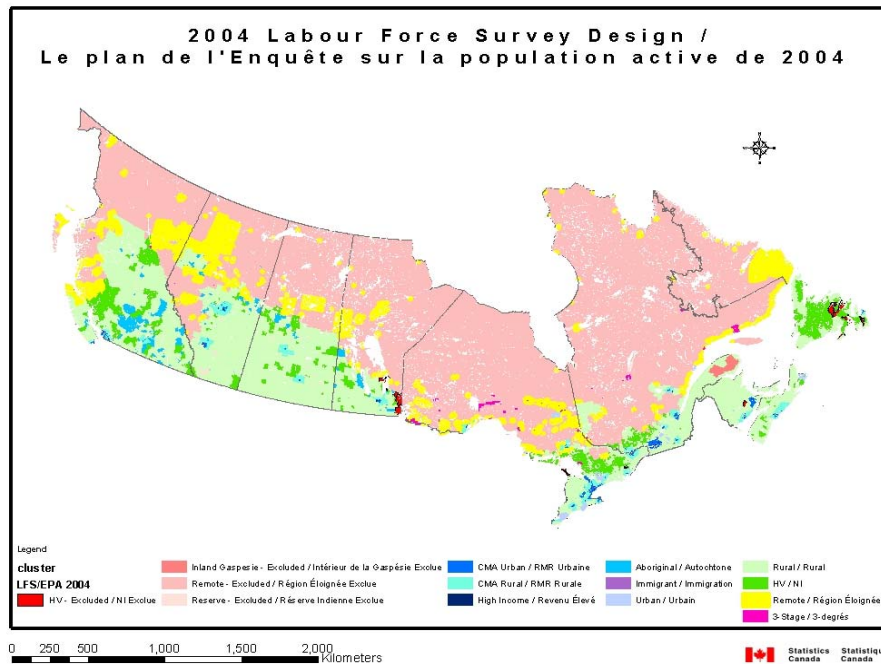 2004 Labour Force Survey Design /
Le plan de l'Enquête sur la population active de 2004
Legend
cluster
LFS/EPA 2004
HV - Excluded / NI Exclue
Inland Gaspesie - Excluded / Intérieur de la Gaspésie Exclue
Remote - Excluded / Région Éloignée Exclue
Reserve - Excluded / Réserve Indienne Exclue
CMA Urban / RMR Urbaine
CMA Rural / RMR Rurale
High Income / Revenu Élevé
Aboriginal / Autochtone
Immigrant / Immigration
Urban / Urbain
Rural / Rural
HV / NI
Remote / Région Éloignée
3-Stage / 3-degrés
0 250 500 1,000 1,500 2,000
Kilometers
Statistics Statistiqu
Canada Canada